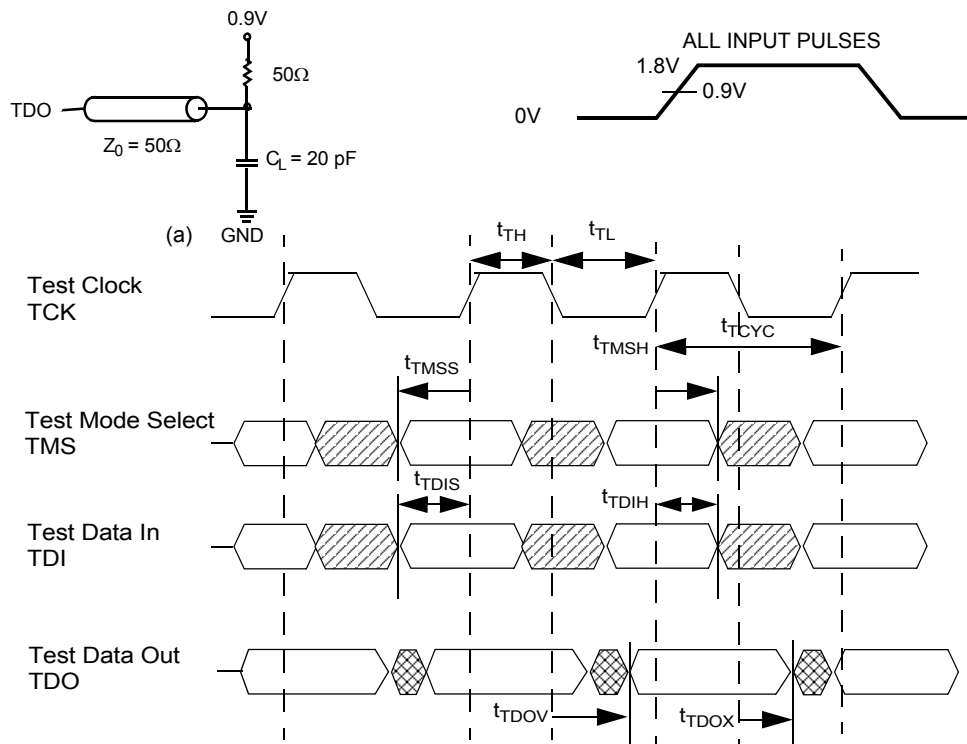 0.9V
50Ω
TDO
Z0 = 50Ω
CL = 20 pF
(a)
GND
ALL INPUT PULSES
1.8V
0.9V
0V
tTH
tTL
Test Clock
TCK
tTCYC
tTMSH
tTMSS
Test Mode Select
TMS
tTDIS
tTDIH
Test Data In
TDI
Test Data Out
TDO
tTDOV
tTDOX